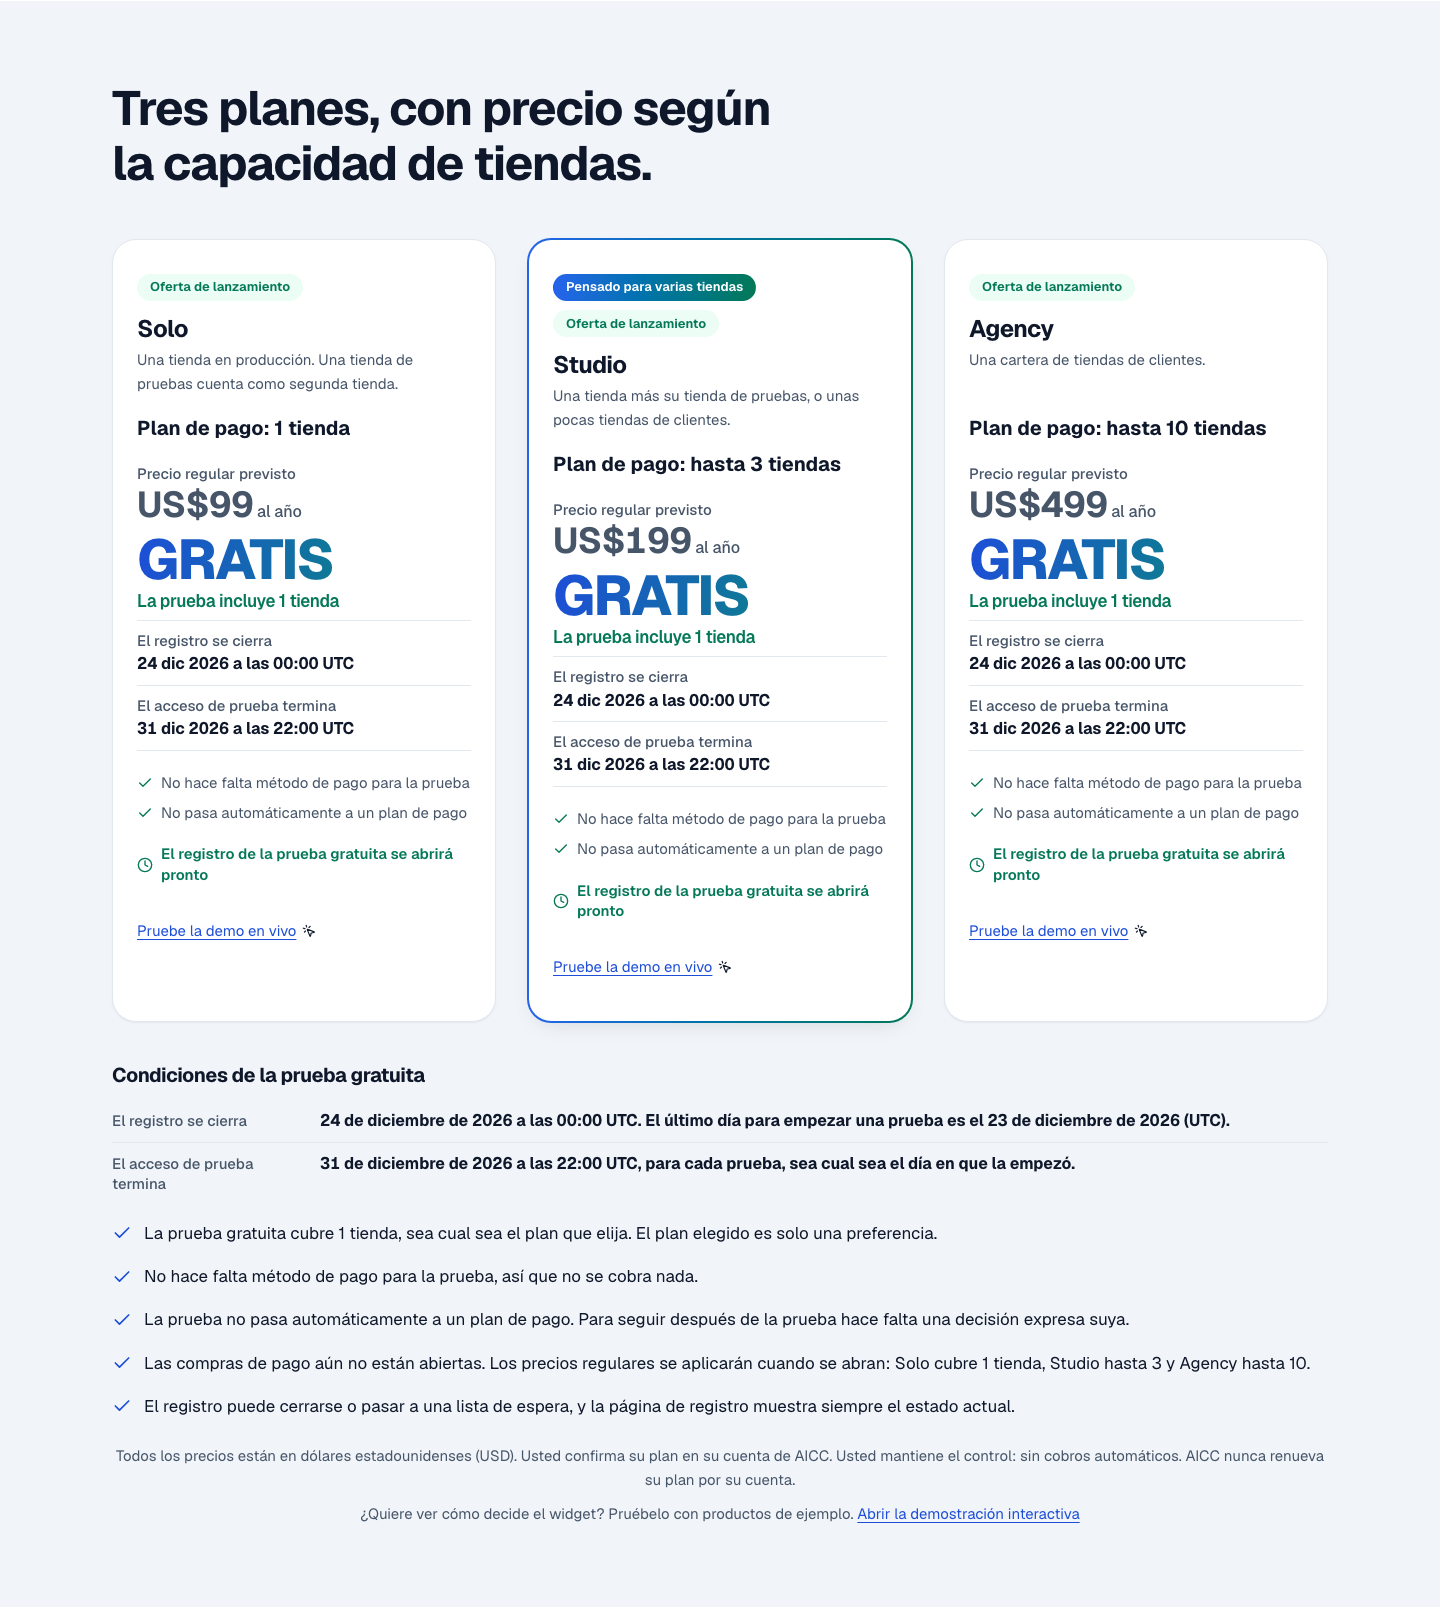 Tres planes, con precio según
la capacidad de tiendas.
Oferta de lanzamiento
Solo
Una tienda en producción. Una tienda de
pruebas cuenta como segunda tienda.
Plan de pago: 1 tienda
Precio regular previsto
US$99 al año
GRATIS
La prueba incluye 1 tienda
El registro se cierra
24 dic 2026 a las 00:00 UTC
El acceso de prueba termina
31 dic 2026 a las 22:00 UTC
No hace falta método de pago para la prueba
No pasa automáticamente a un plan de pago
El registro de la prueba gratuita se abrirá
pronto
Pruebe la demo en vivo
Pensado para varias tiendas
Oferta de lanzamiento
Studio
Una tienda más su tienda de pruebas, o unas
pocas tiendas de clientes.
Plan de pago: hasta 3 tiendas
Precio regular previsto
US$199 al año
GRATIS
La prueba incluye 1 tienda
El registro se cierra
24 dic 2026 a las 00:00 UTC
El acceso de prueba termina
31 dic 2026 a las 22:00 UTC
No hace falta método de pago para la prueba
No pasa automáticamente a un plan de pago
El registro de la prueba gratuita se abrirá
pronto
Pruebe la demo en vivo
Oferta de lanzamiento
Agency
Una cartera de tiendas de clientes.
Plan de pago: hasta 10 tiendas
Precio regular previsto
US$499 al año
GRATIS
La prueba incluye 1 tienda
El registro se cierra
24 dic 2026 a las 00:00 UTC
El acceso de prueba termina
31 dic 2026 a las 22:00 UTC
No hace falta método de pago para la prueba
No pasa automáticamente a un plan de pago
El registro de la prueba gratuita se abrirá
pronto
Pruebe la demo en vivo
Condiciones de la prueba gratuita
El registro se cierra
24 de diciembre de 2026 a las 00:00 UTC. El último día para empezar una prueba es el 23 de diciembre de 2026 (UTC).
El acceso de prueba
termina
31 de diciembre de 2026 a las 22:00 UTC, para cada prueba, sea cual sea el día en que la empezó.
La prueba gratuita cubre 1 tienda, sea cual sea el plan que elija. El plan elegido es solo una preferencia.
No hace falta método de pago para la prueba, así que no se cobra nada.
La prueba no pasa automáticamente a un plan de pago. Para seguir después de la prueba hace falta una decisión expresa suya.
Las compras de pago aún no están abiertas. Los precios regulares se aplicarán cuando se abran: Solo cubre 1 tienda, Studio hasta 3 y Agency hasta 10.
El registro puede cerrarse o pasar a una lista de espera, y la página de registro muestra siempre el estado actual.
Todos los precios están en dólares estadounidenses (USD). Usted confirma su plan en su cuenta de AICC. Usted mantiene el control: sin cobros automáticos. AICC nunca renueva
su plan por su cuenta.
¿Quiere ver cómo decide el widget? Pruébelo con productos de ejemplo. Abrir la demostración interactiva